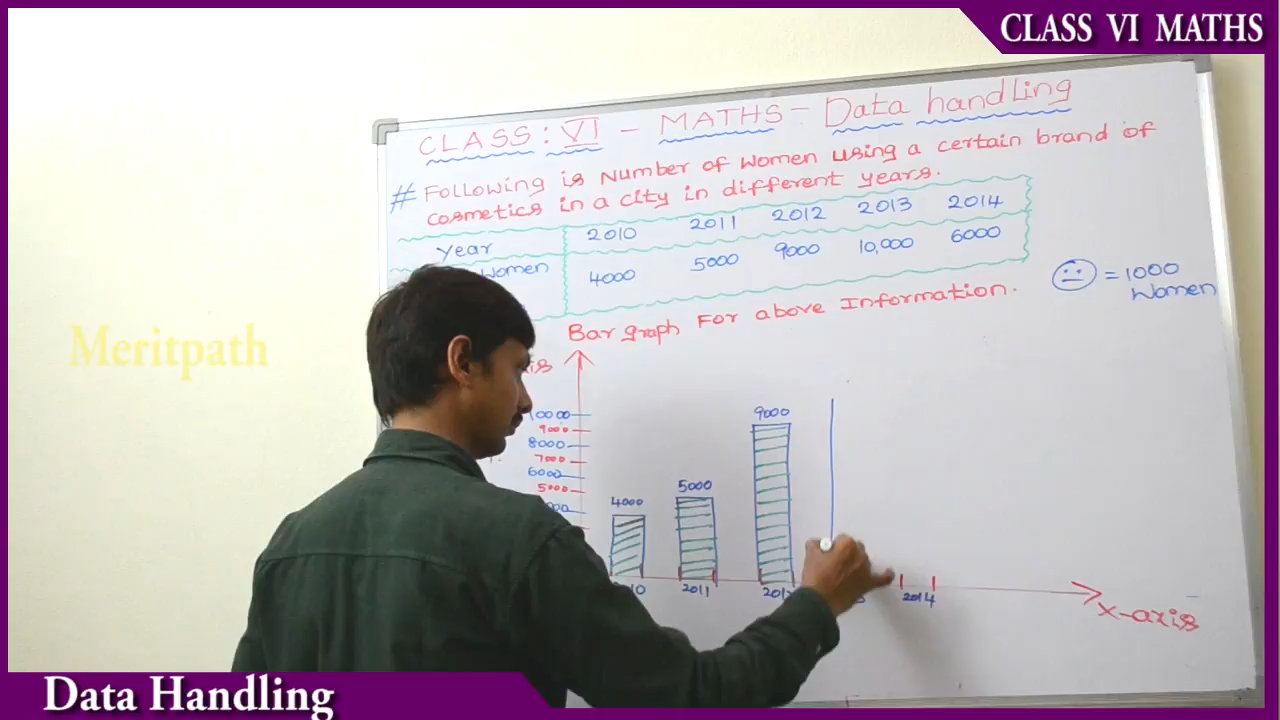 CLASS VI MATHS
CLASS : VI - MATHS - Data handling
# Following is Number of Women using a certain brand of
cosmetics in a city in different years.
Year 2010 2011 2012 2013 2014
Women 4000 5000 9000 10,000 6000
= 1000
Women
Bar graph For above Information.
Meritpath
10000
9000
8000
7000
6000
5000
4000
5000
9000
2011
2014
X-axis
Data Handling